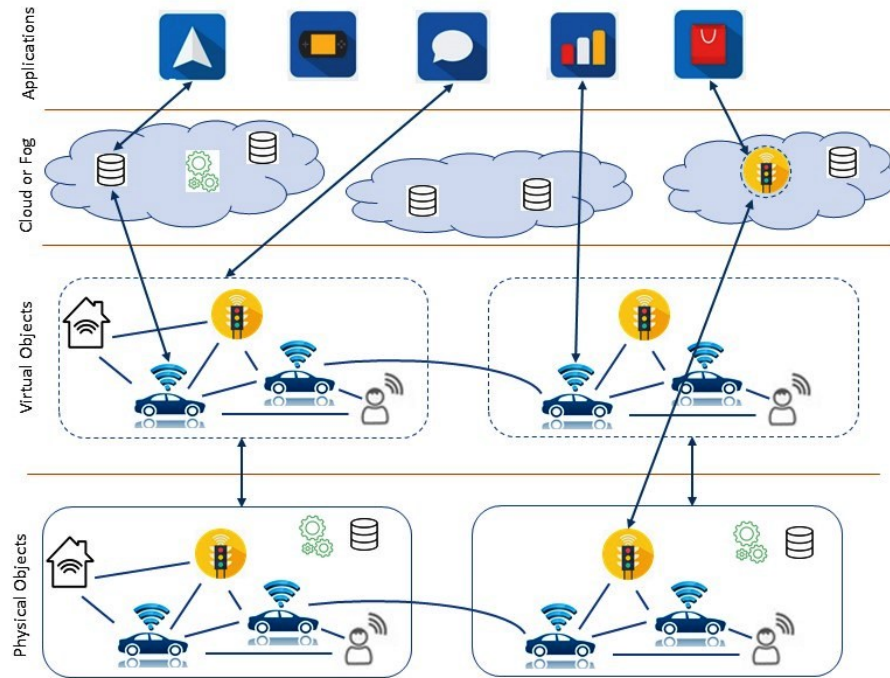 Applications
Cloud or Fog
Virtual Objects
Physical Objects